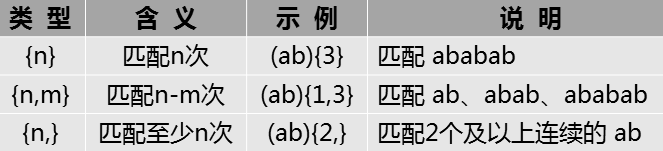 类 型 含 义 示 例 说 明
{n} 匹配n次 (ab){3} 匹配 ababab
{n,m} 匹配n-m次 (ab){1,3} 匹配 ab、abab、ababab
{n,} 匹配至少n次 (ab){2,} 匹配2个及以上连续的 ab